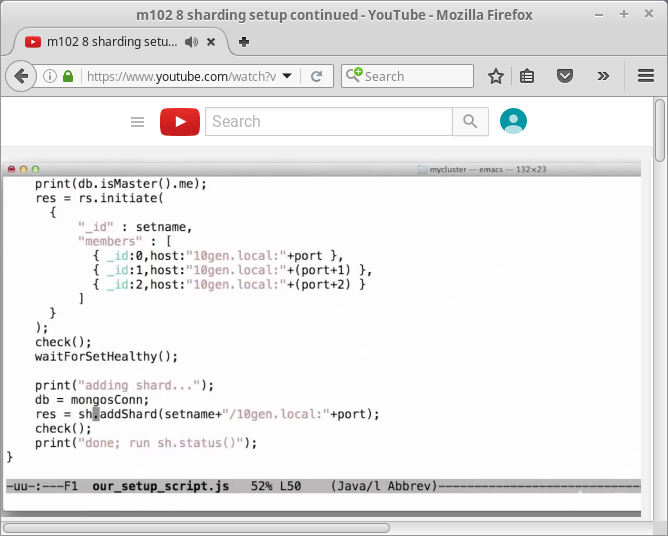 m102 8 sharding setup continued - YouTube - Mozilla Firefox
m102 8 sharding setu...
https://www.youtube.com/watch?v
Search
Search
mycluster — emacs — 132×23
print(db.isMaster().me);
res = rs.initiate(
{
"_id" : setname,
"members" : [
{ _id:0,host:"10gen.local:"+port },
{ _id:1,host:"10gen.local:"+(port+1) },
{ _id:2,host:"10gen.local:"+(port+2) }
]
}
);
check();
waitForSetHealthy();
print("adding shard...");
db = mongosConn;
res = sh.addShard(setname+"/10gen.local:"+port);
check();
print("done; run sh.status()");
}
-uu-:---F1 our_setup_script.js 52% L50 (Java/l Abbrev)-----------------------------